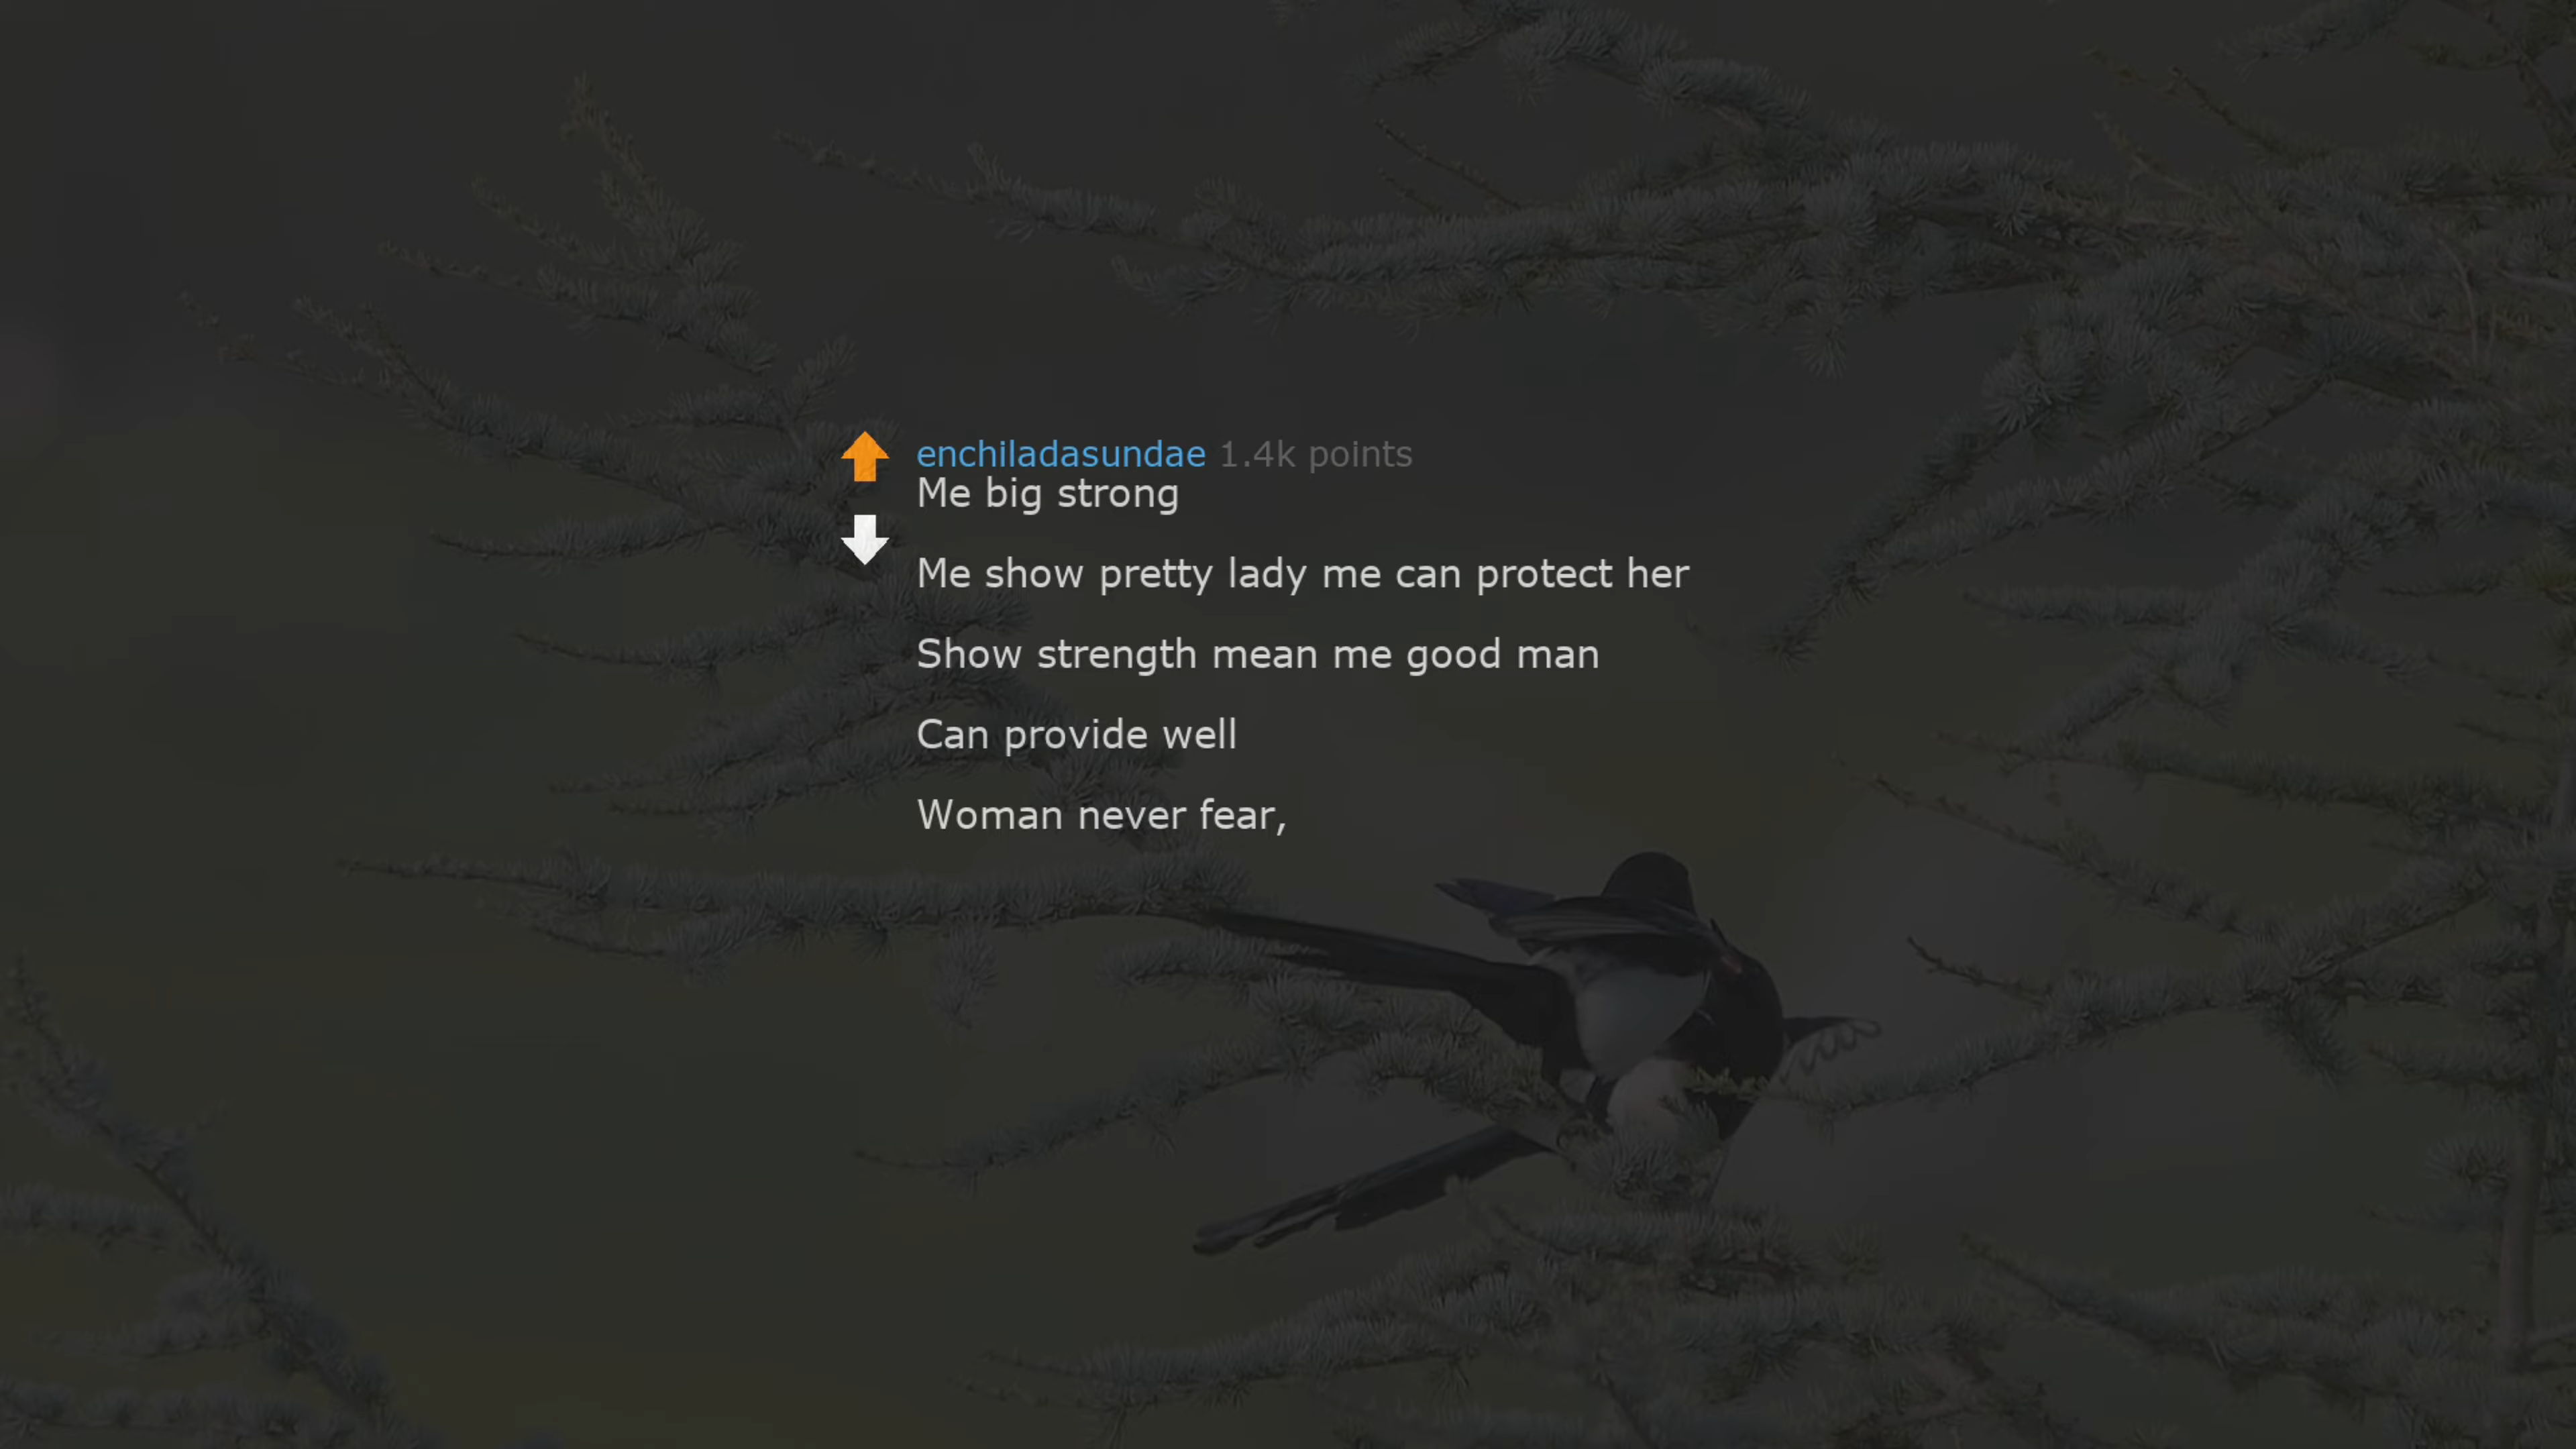 enchiladasundae 1.4k points
Me big strong
Me show pretty lady me can protect her
Show strength mean me good man
Can provide well
Woman never fear,